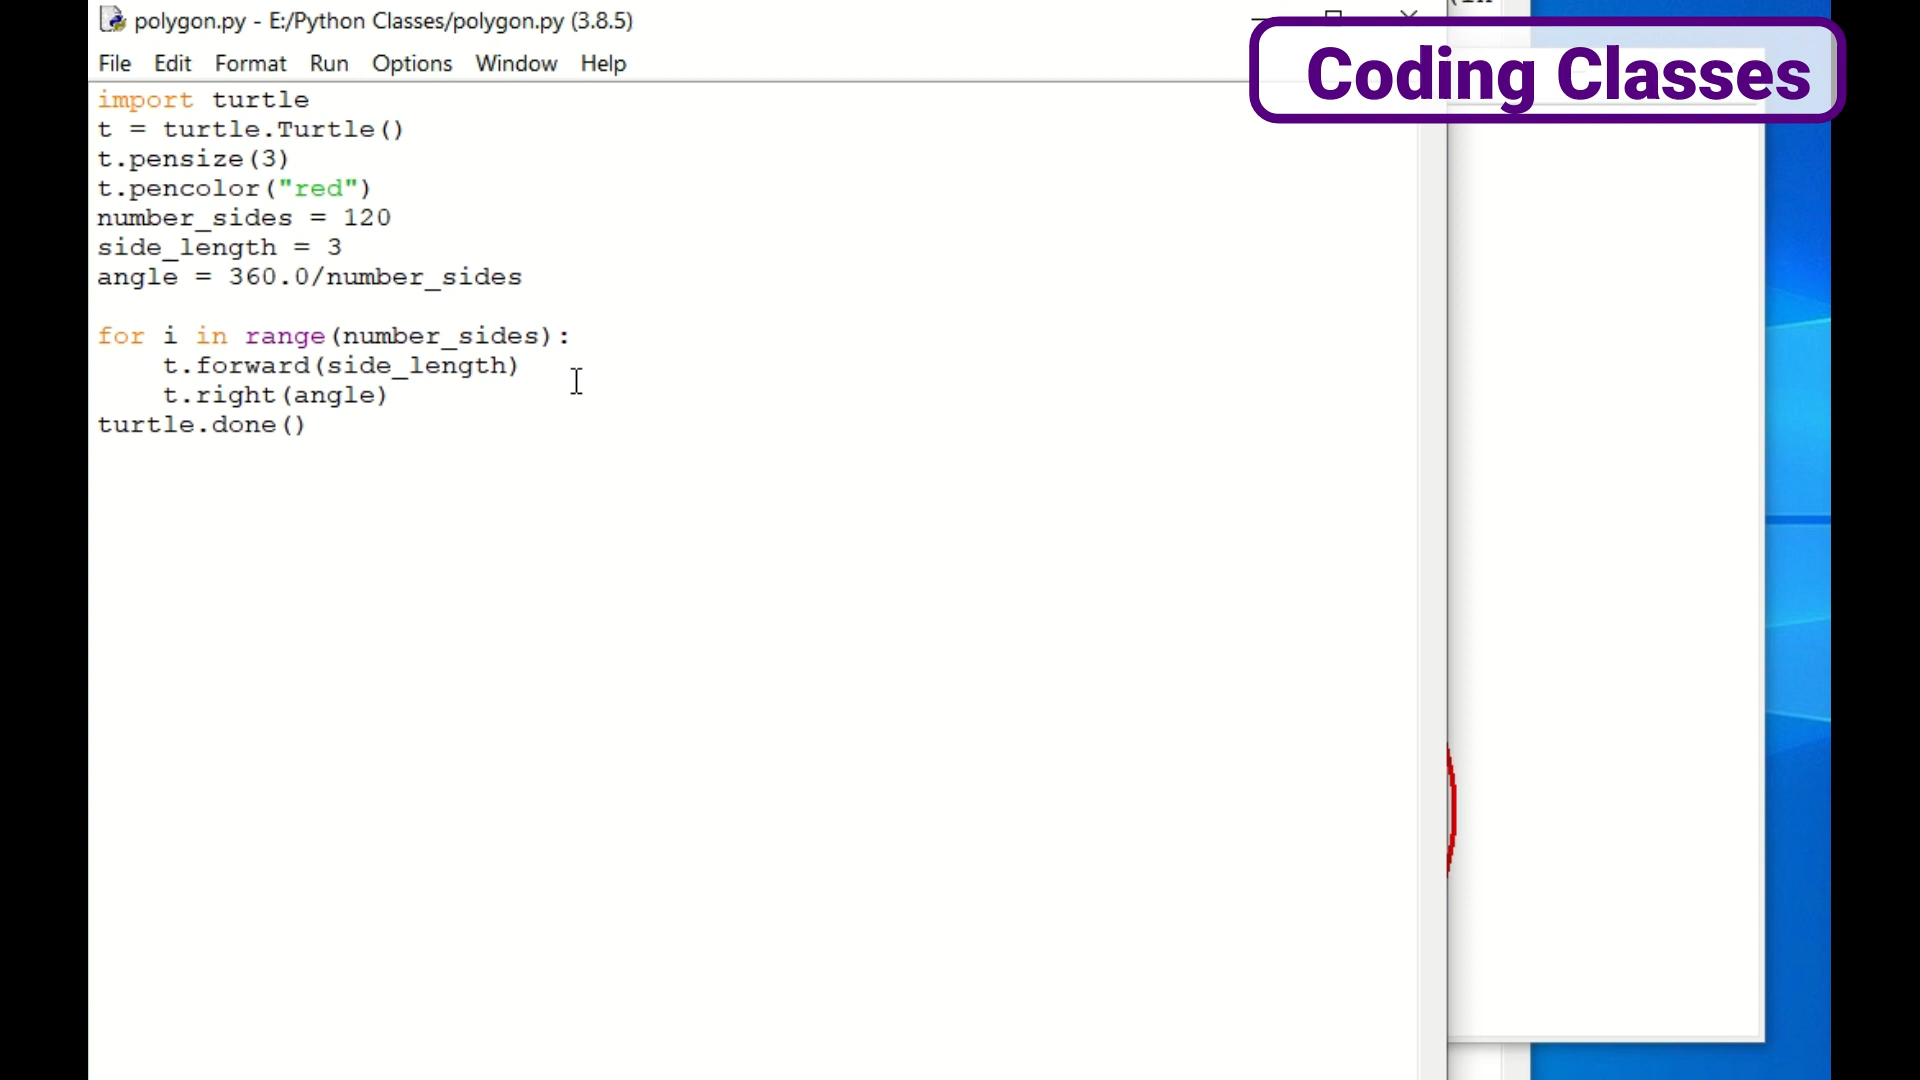 polygon.py - E:/Python Classes/polygon.py (3.8.5)
Coding Classes
File Edit Format Run Options Window Help
import turtle
t = turtle.Turtle()
t.pensize(3)
t.pencolor("red")
number_sides = 120
side_length = 3
angle = 360.0/number_sides
for i in range(number_sides):
    t.forward(side_length)
    t.right(angle)
turtle.done()